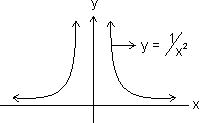 y
y = 1/x²
x